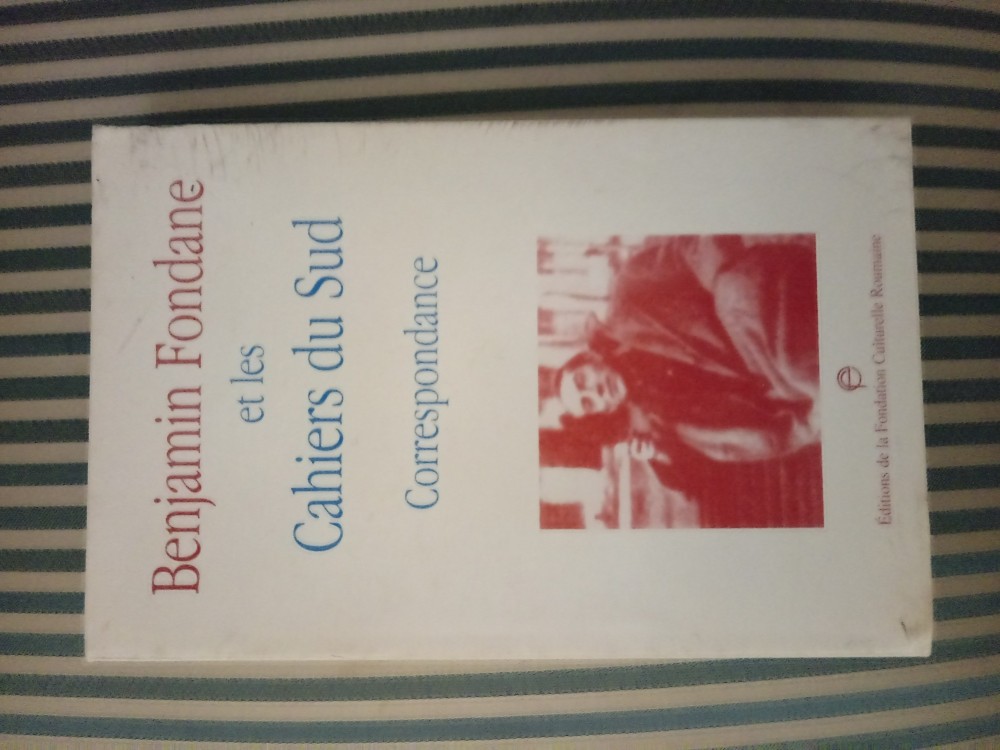 Benjamin Fondane
et les
Cahiers du Sud
Correspondance
Éditions de la Fondation Culturelle Roumaine